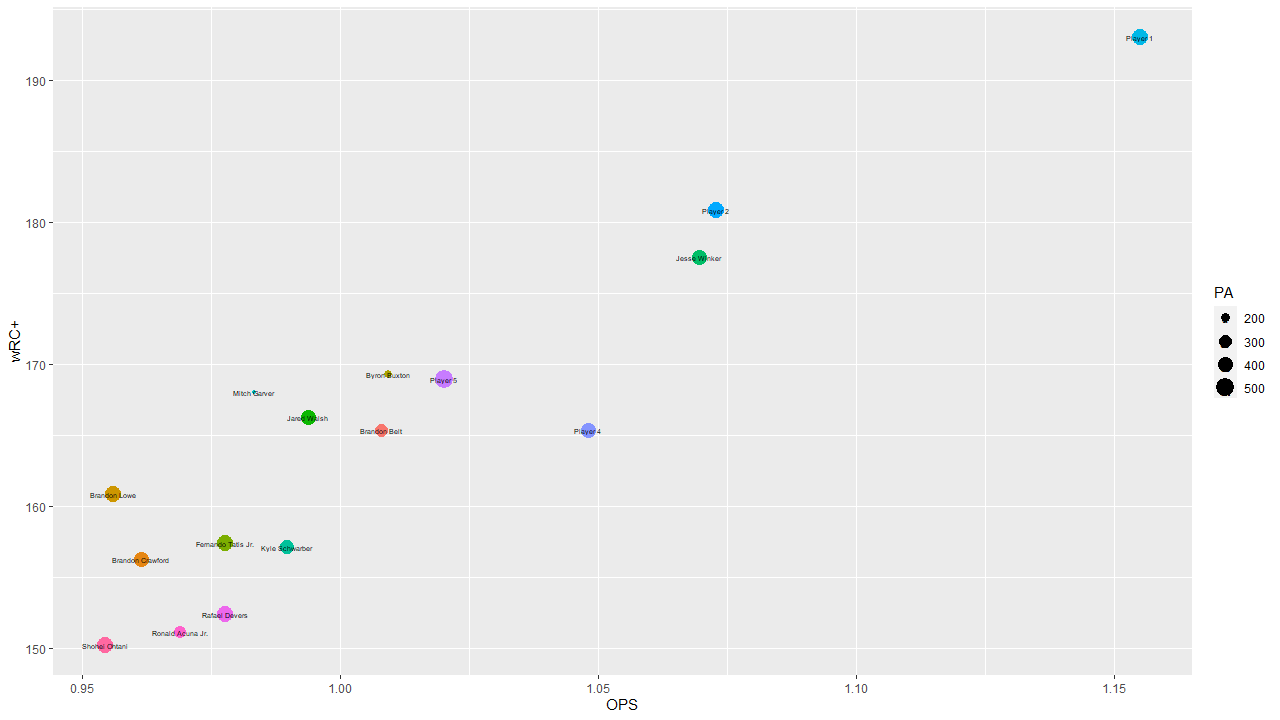 190
180
170
160
150
wRC+
Player 1
Player 2
Jesse Winker
Byron Buxton
Player 5
Mitch Garver
Jared Walsh
Brandon Belt
Player 4
Brandon Lowe
Fernando Tatis Jr.
Kyle Schwarber
Brandon Crawford
Rafael Devers
Ronald Acuna Jr.
Shohei Ohtani
0.95
1.00
1.05
1.10
1.15
OPS
PA
200
300
400
500